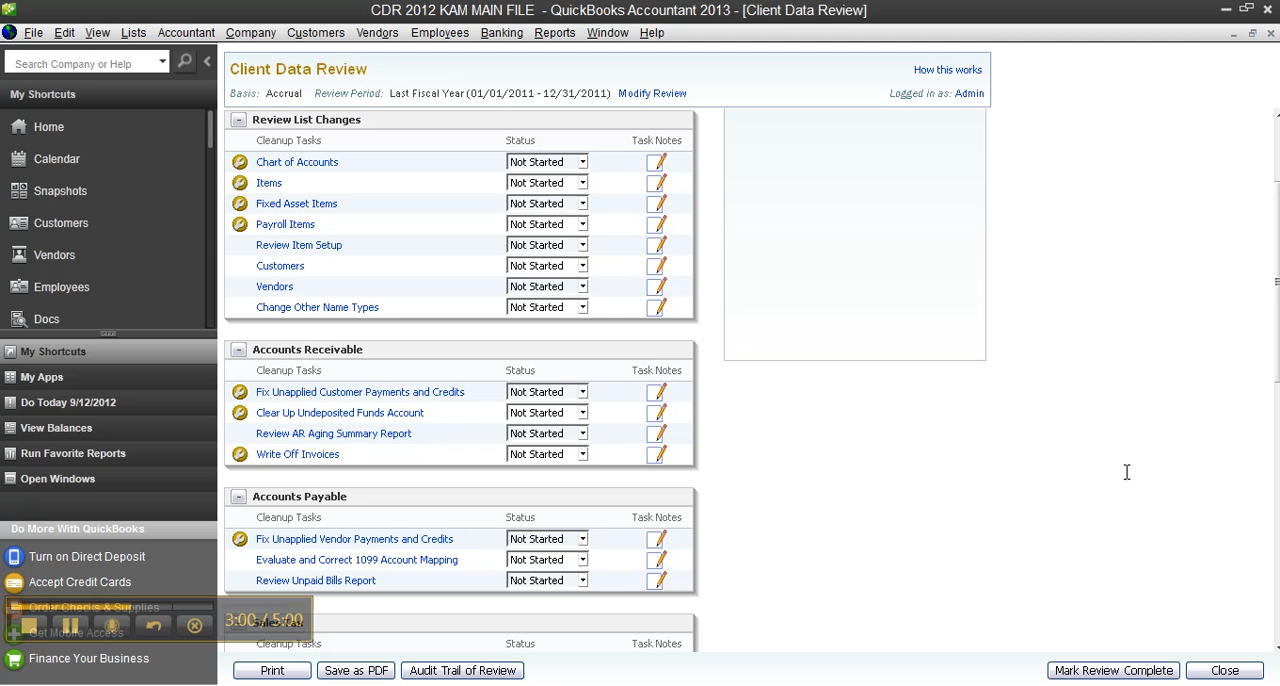 CDR 2012 KAM MAIN FILE - QuickBooks Accountant 2013 - [Client Data Review]
File Edit View Lists Accountant Company Customers Vendors Employees Banking Reports Window Help
Search Company or Help
My Shortcuts
Home
Calendar
Snapshots
Customers
Vendors
Employees
Docs
My Shortcuts
My Apps
Do Today 9/12/2012
View Balances
Run Favorite Reports
Open Windows
Do More With QuickBooks
Turn on Direct Deposit
Accept Credit Cards
Order Checks & Supplies
Get Mobile Access
Finance Your Business
3:00 / 5:00
Client Data Review
How this works
Basis: Accrual Review Period: Last Fiscal Year (01/01/2011 - 12/31/2011) Modify Review
Logged in as: Admin
Review List Changes
Cleanup Tasks Status Task Notes
Chart of Accounts Not Started
Items Not Started
Fixed Asset Items Not Started
Payroll Items Not Started
Review Item Setup Not Started
Customers Not Started
Vendors Not Started
Change Other Name Types Not Started
Accounts Receivable
Cleanup Tasks Status Task Notes
Fix Unapplied Customer Payments and Credits Not Started
Clear Up Undeposited Funds Account Not Started
Review AR Aging Summary Report Not Started
Write Off Invoices Not Started
Accounts Payable
Cleanup Tasks Status Task Notes
Fix Unapplied Vendor Payments and Credits Not Started
Evaluate and Correct 1099 Account Mapping Not Started
Review Unpaid Bills Report Not Started
Sales Tax
Cleanup Tasks Status Task Notes
Print Save as PDF Audit Trail of Review Mark Review Complete Close